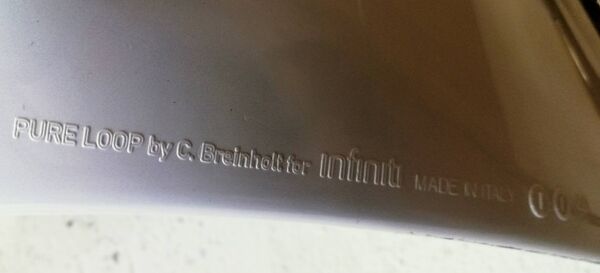 PURE LOOP by C. Breinholt for infiniti MADE IN ITALY